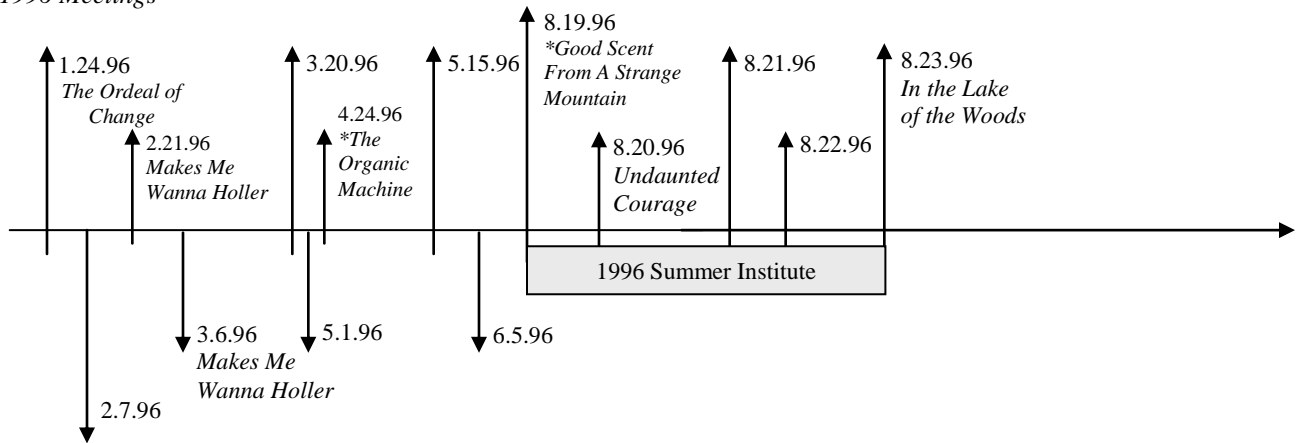 1996 Meetings
1.24.96
The Ordeal of
Change
2.21.96
Makes Me
Wanna Holler
3.20.96
4.24.96
*The
Organic
Machine
5.15.96
8.19.96
*Good Scent
From A Strange
Mountain
8.20.96
Undaunted
Courage
8.21.96
8.22.96
8.23.96
In the Lake
of the Woods
1996 Summer Institute
2.7.96
3.6.96
Makes Me
Wanna Holler
5.1.96
6.5.96